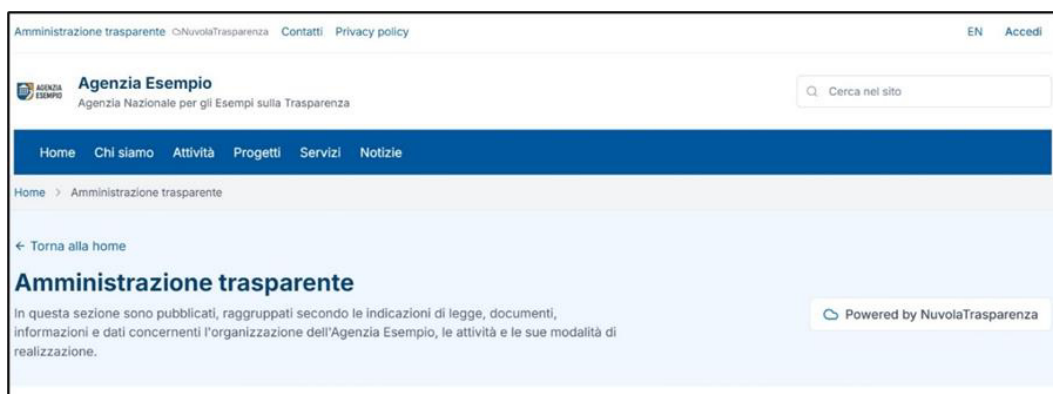 Amministrazione trasparente NuvolaTrasparenza Contatti Privacy policy EN Accedi
AGENZIA
ESEMPIO
Agenzia Esempio
Agenzia Nazionale per gli Esempi sulla Trasparenza
Cerca nel sito
Home Chi siamo Attività Progetti Servizi Notizie
Home > Amministrazione trasparente
← Torna alla home
Amministrazione trasparente
In questa sezione sono pubblicati, raggruppati secondo le indicazioni di legge, documenti,
informazioni e dati concernenti l'organizzazione dell'Agenzia Esempio, le attività e le sue modalità di
realizzazione.
Powered by NuvolaTrasparenza